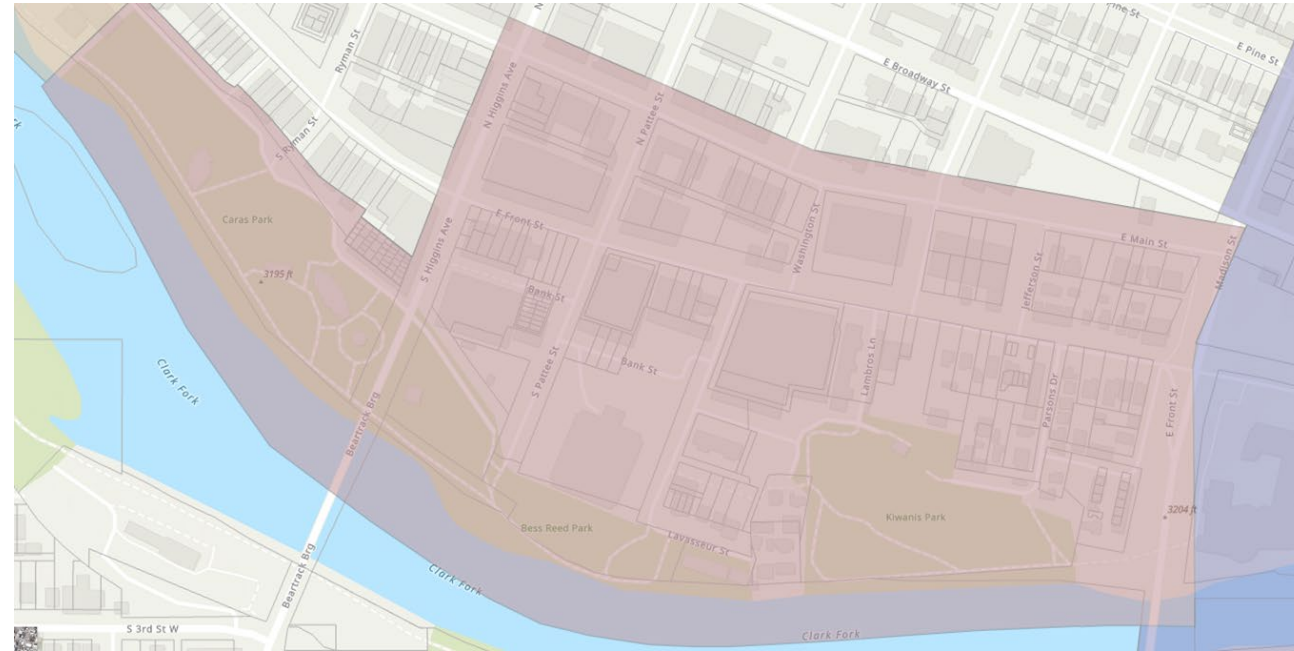 ine St
E Pine St
Ryman St
E Broadway St
N
N Higgins Ave
N Pattee St
rk
S Ryman St
Caras Park
E Front St
Washington St
E Main St
S Higgins Ave
Madison St
3195 ft
Jefferson St
Bank St
Clark Fork
S Pattee St
Bank St
Lambros Ln
Parsons Dr
E Front St
Beartrack Brg
Bess Reed Park
Kiwanis Park
3204 ft
Lavasseur St
Beartrack Brg
Clark Fork
S 3rd St W
Clark Fork